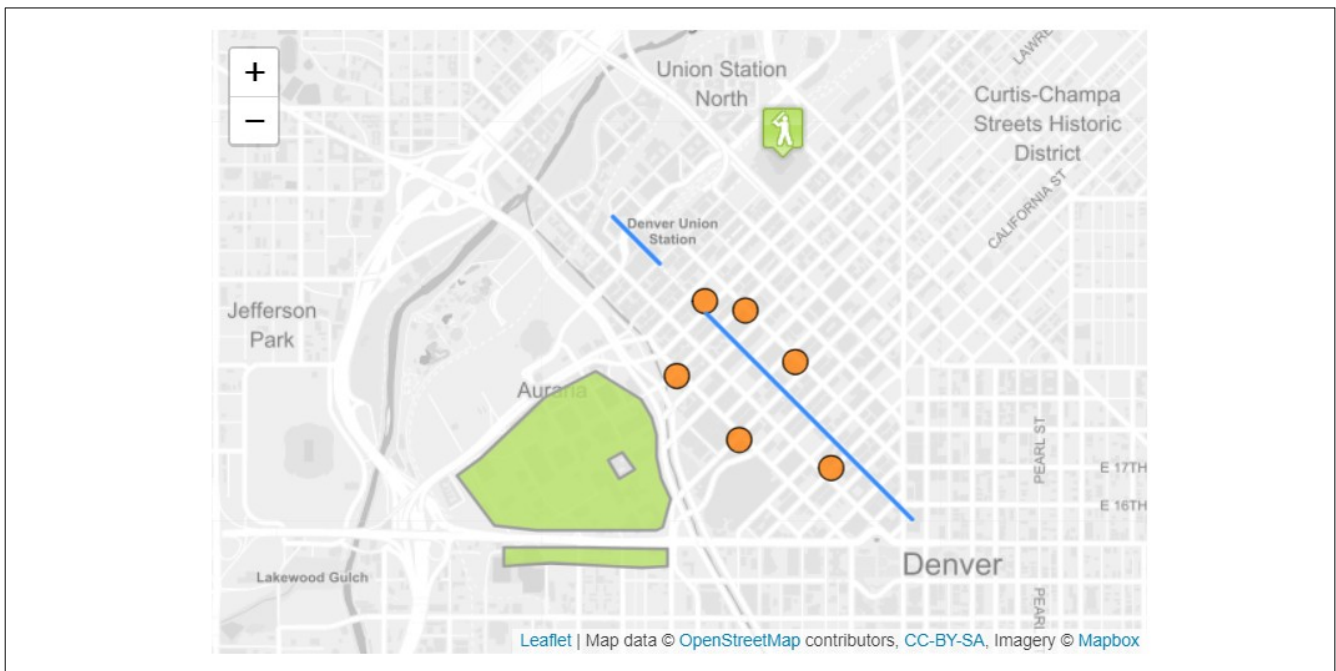 +
−
Union Station
North
LAWRE
Curtis-Champa
Streets Historic
District
CALIFORNIA ST
Denver Union
Station
Jefferson
Park
Auraria
PEARL ST
E 17TH
E 16TH
Denver
Lakewood Gulch
PEARL
Leaflet | Map data © OpenStreetMap contributors, CC-BY-SA, Imagery © Mapbox